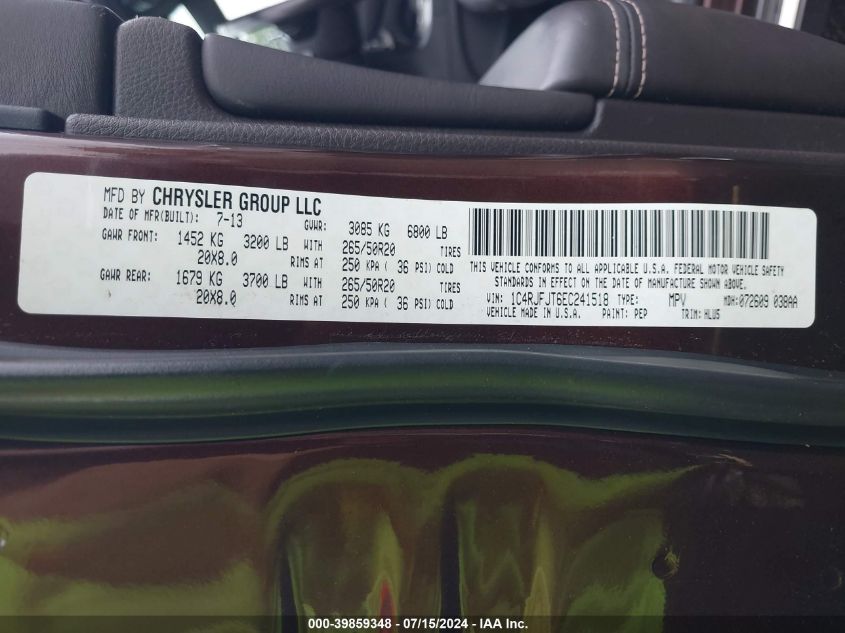 MFD BY CHRYSLER GROUP LLC
DATE OF MFR(BUILT): 7-13 GVWR: 3085 KG 6800 LB
GAWR FRONT: 1452 KG 3200 LB WITH 265/50R20 TIRES
20X8.0 RIMS AT 250 KPA ( 36 PSI) COLD
GAWR REAR: 1679 KG 3700 LB WITH 265/50R20 TIRES
20X8.0 RIMS AT 250 KPA ( 36 PSI) COLD
THIS VEHICLE CONFORMS TO ALL APPLICABLE U.S.A. FEDERAL MOTOR VEHICLE SAFETY
STANDARDS IN EFFECT ON THE DATE OF MANUFACTURE SHOWN ABOVE.
VIN: 1C4RJFJT6EC241518 TYPE: MPV MDH:072609 038AA
VEHICLE MADE IN U.S.A. PAINT: PEP TRIM: HLU5
000-39859348 - 07/15/2024 - IAA Inc.